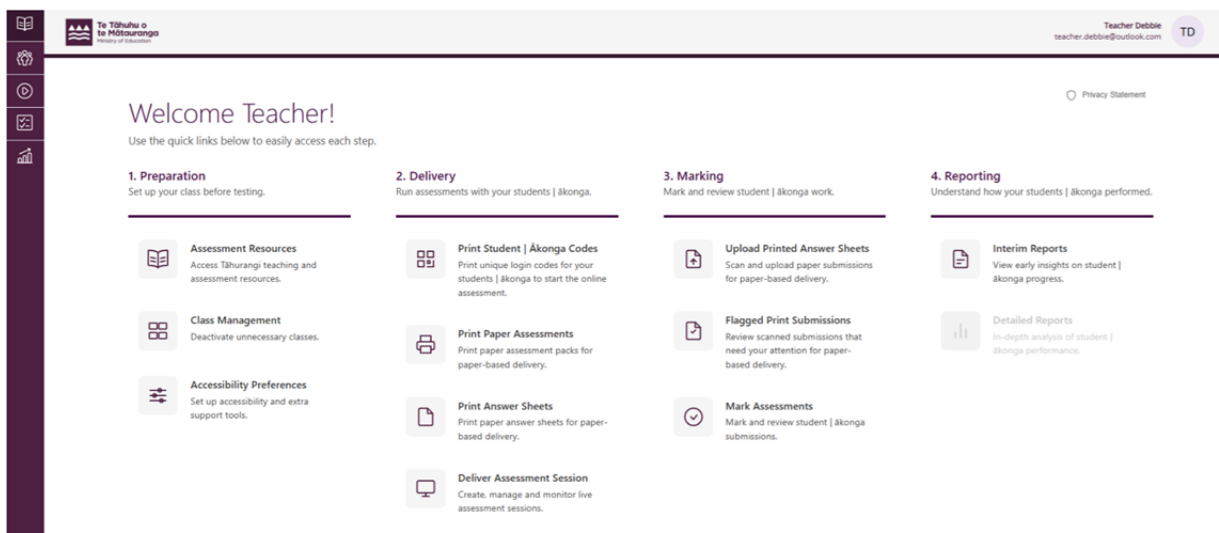 Te Tāhuhu o
te Mātauranga
Ministry of Education
Teacher Debbie
teacher.debbie@outlook.com
TD
Privacy Statement
Welcome Teacher!
Use the quick links below to easily access each step.
1. Preparation
Set up your class before testing.
Assessment Resources
Access Tāhurangi teaching and
assessment resources.
Class Management
Deactivate unnecessary classes.
Accessibility Preferences
Set up accessibility and extra
support tools.
2. Delivery
Run assessments with your students | ākonga.
Print Student | Ākonga Codes
Print unique login codes for your
students | ākonga to start the online
assessment.
Print Paper Assessments
Print paper assessment packs for
paper-based delivery.
Print Answer Sheets
Print paper answer sheets for paper-
based delivery.
Deliver Assessment Session
Create, manage and monitor live
assessment sessions.
3. Marking
Mark and review student | ākonga work.
Upload Printed Answer Sheets
Scan and upload paper submissions
for paper-based delivery.
Flagged Print Submissions
Review scanned submissions that
need your attention for paper-
based delivery.
Mark Assessments
Mark and review student | ākonga
submissions.
4. Reporting
Understand how your students | ākonga performed.
Interim Reports
View early insights on student |
ākonga progress.
Detailed Reports
In-depth analysis of student |
ākonga performance.